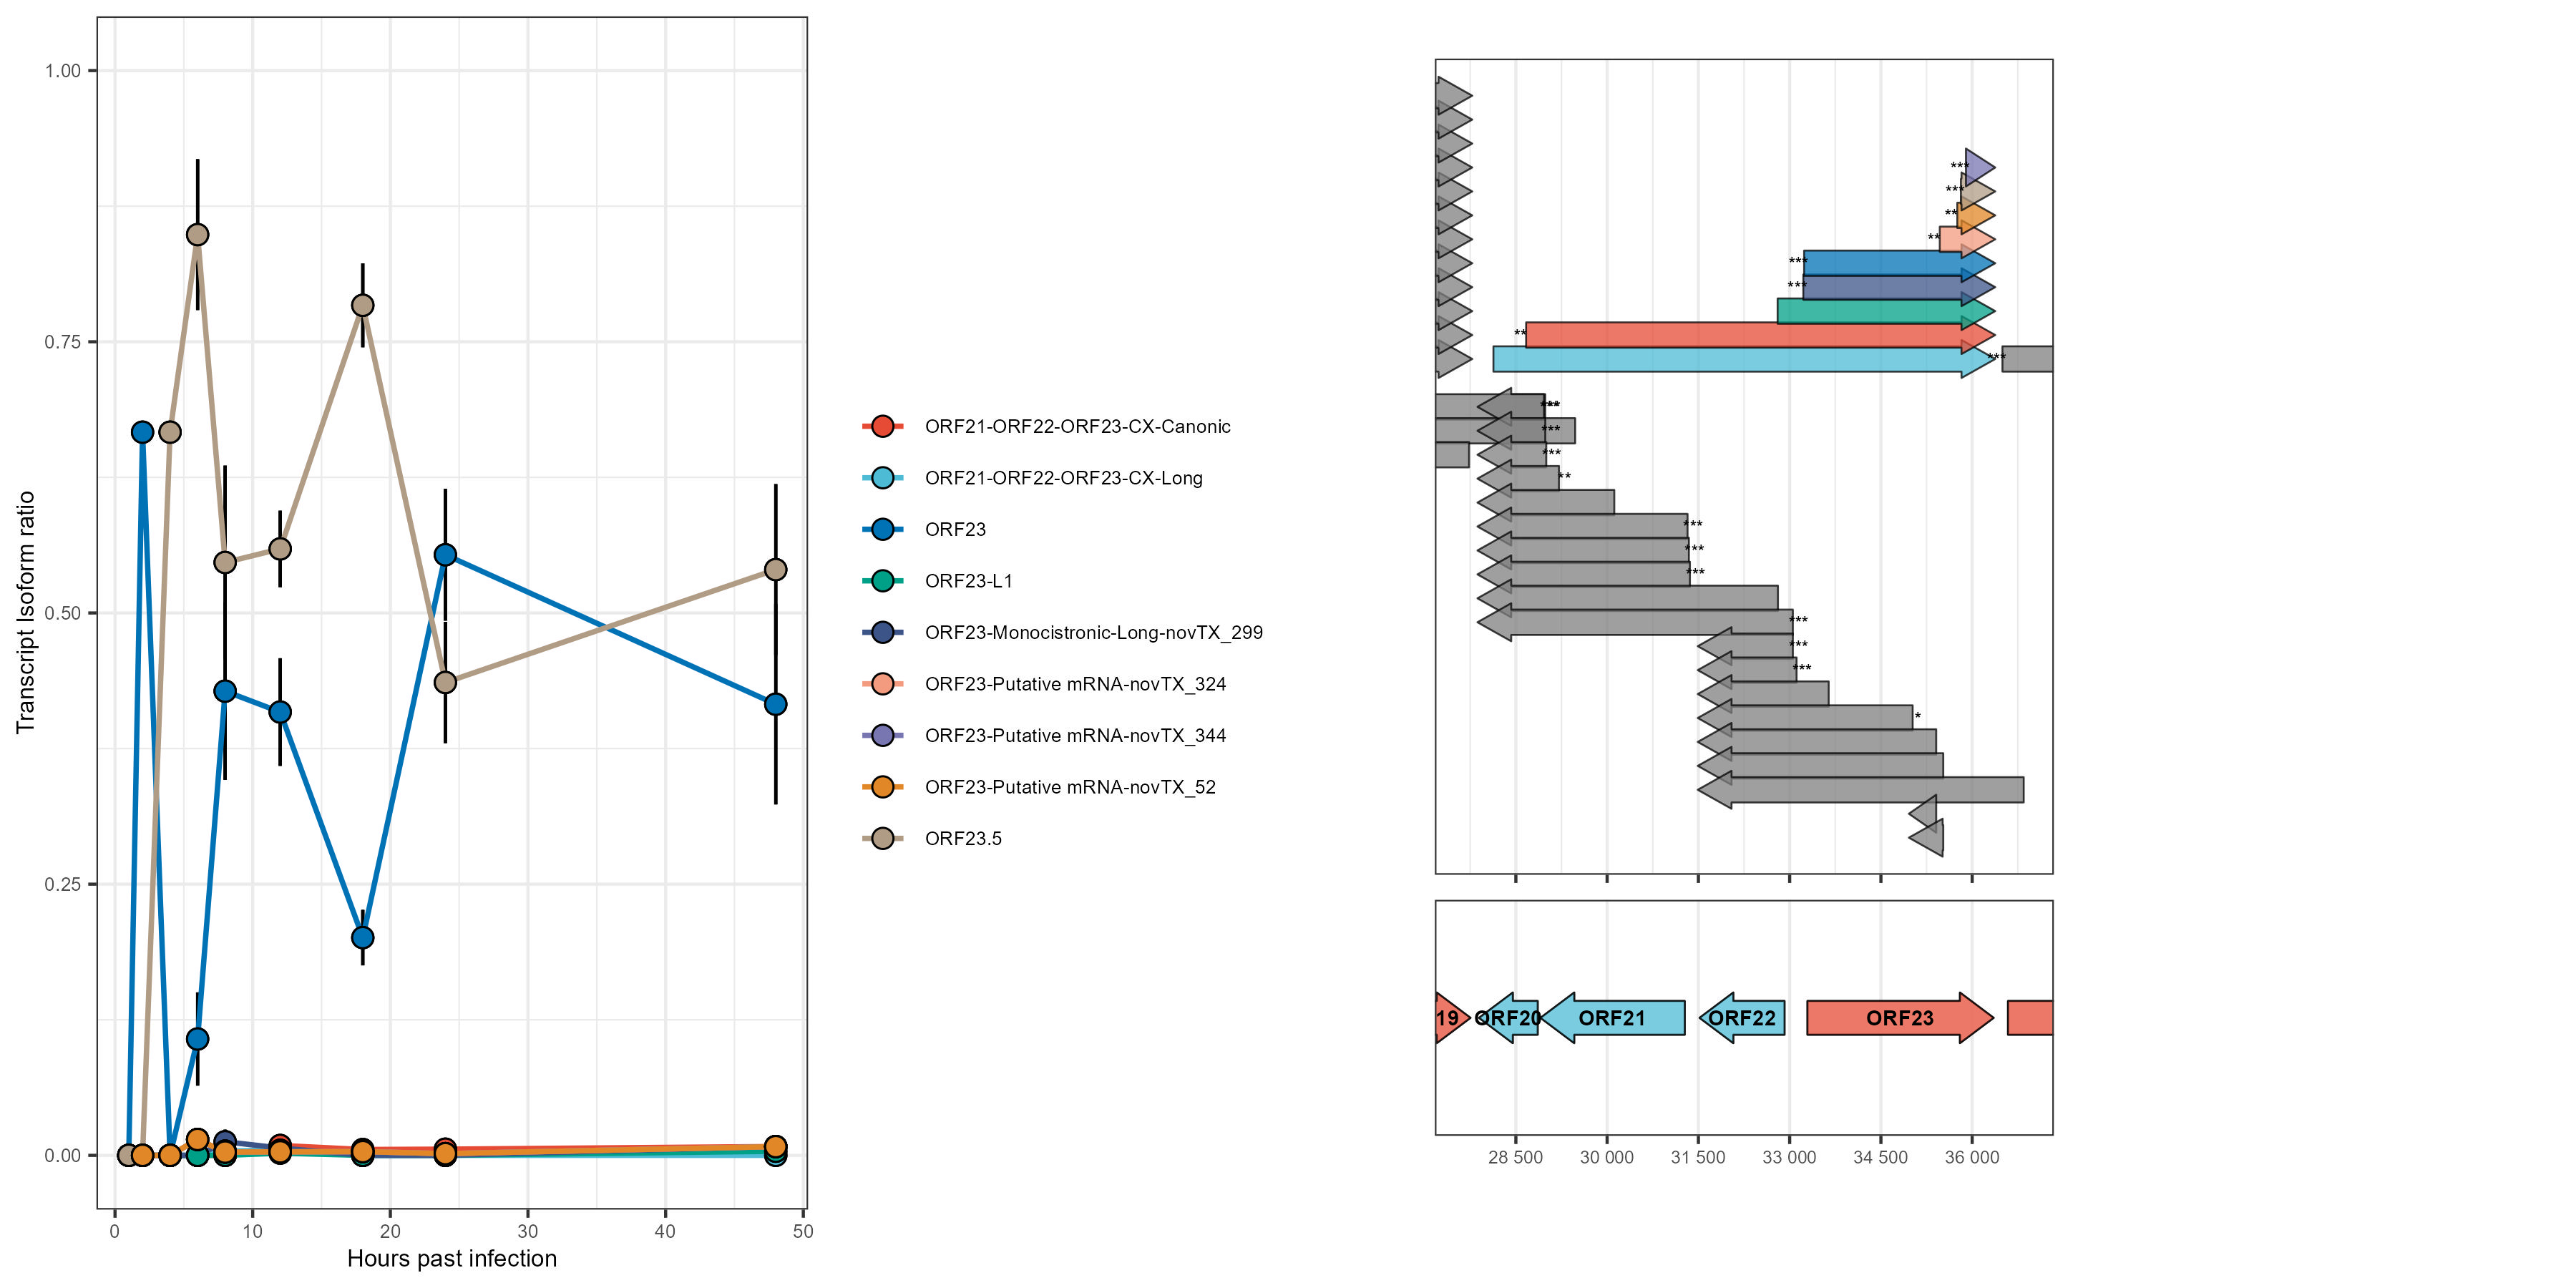 1.00
0.75
0.50
0.25
0.00
Transcript Isoform ratio
0 10 20 30 40 50
Hours past infection
ORF21-ORF22-ORF23-CX-Canonic
ORF21-ORF22-ORF23-CX-Long
ORF23
ORF23-L1
ORF23-Monocistronic-Long-novTX_299
ORF23-Putative mRNA-novTX_324
ORF23-Putative mRNA-novTX_344
ORF23-Putative mRNA-novTX_52
ORF23.5
***
***
**
**
***
***
**
***
***
***
***
**
***
***
***
***
***
***
*
19 ORF20 ORF21 ORF22 ORF23
28 500 30 000 31 500 33 000 34 500 36 000